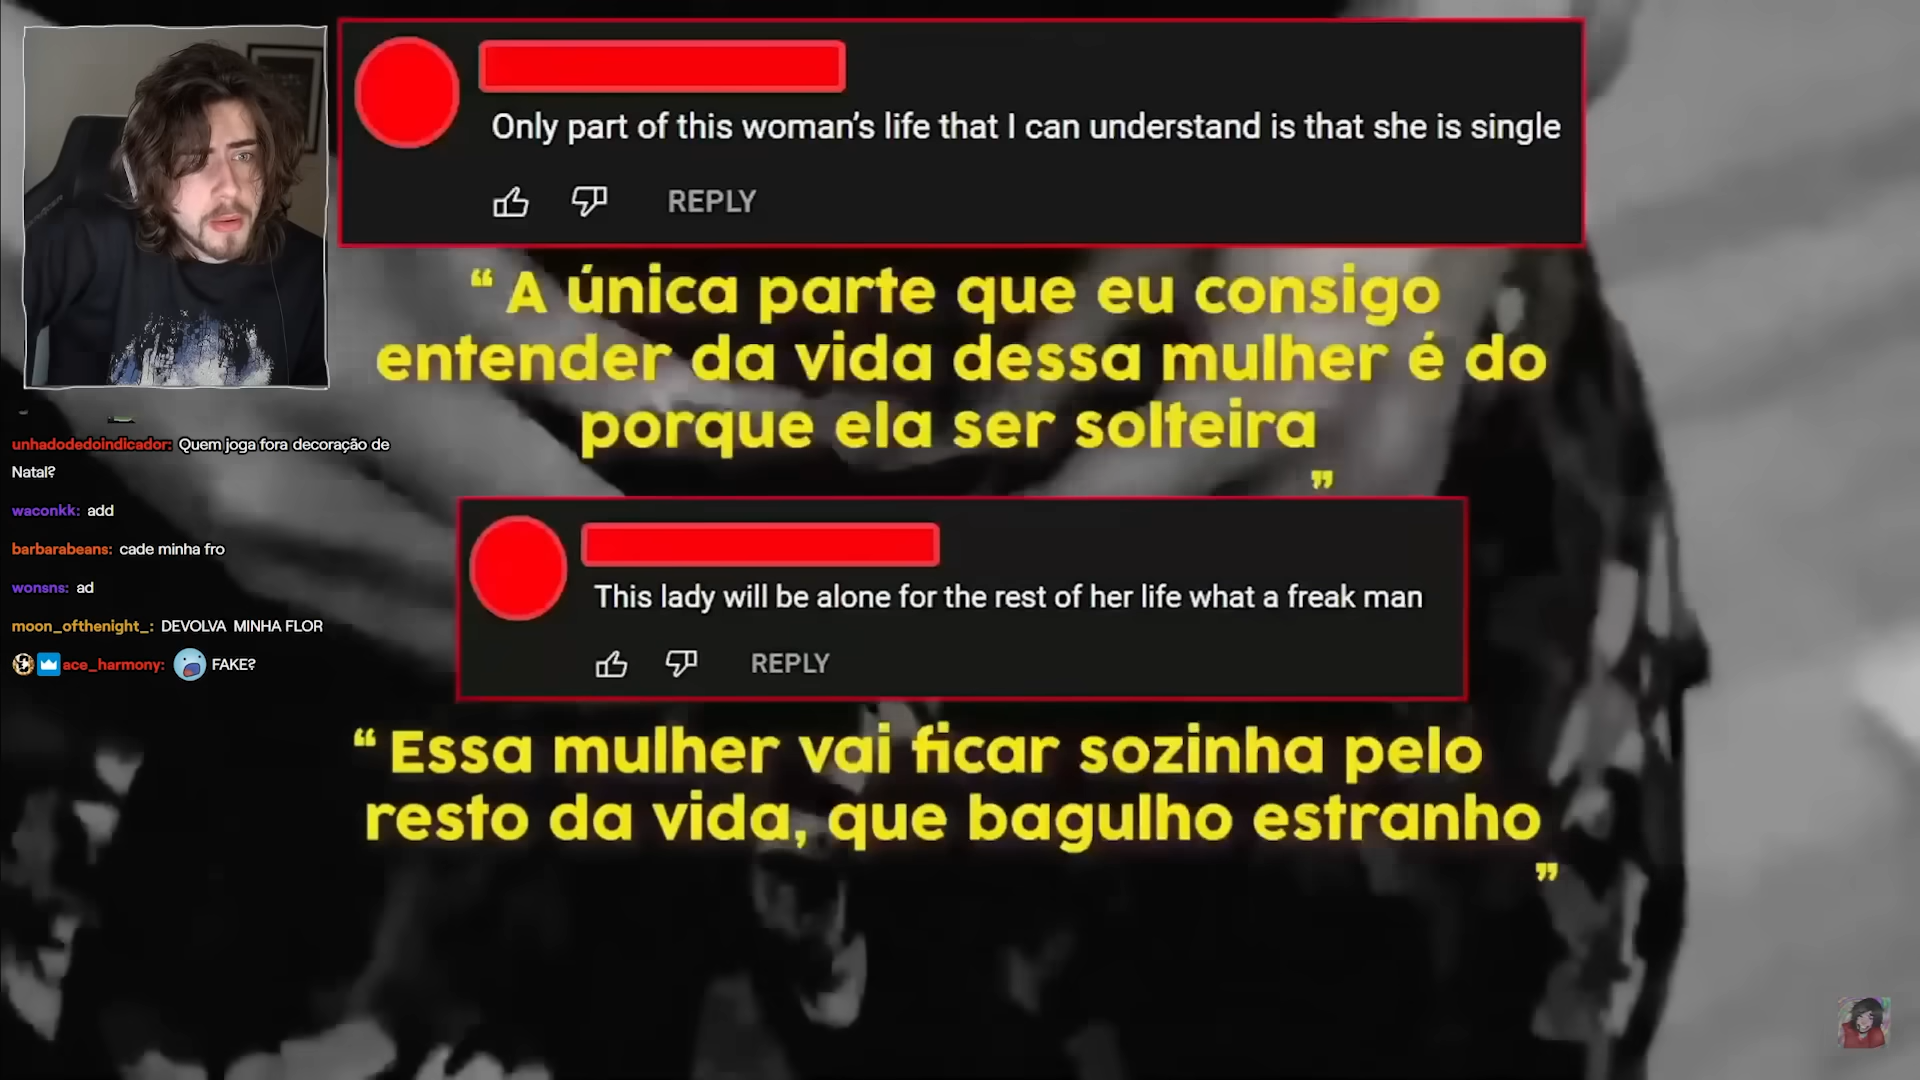 Only part of this woman's life that I can understand is that she is single
REPLY
“ A única parte que eu consigo
entender da vida dessa mulher é do
porque ela ser solteira
”
This lady will be alone for the rest of her life what a freak man
REPLY
“ Essa mulher vai ficar sozinha pelo
resto da vida, que bagulho estranho
”
unhadodedoindicador: Quem joga fora decoração de
Natal?
waconkk: add
barbarabeans: cade minha fro
wonsns: ad
moon_ofthenight_: DEVOLVA MINHA FLOR
ace_harmony: FAKE?